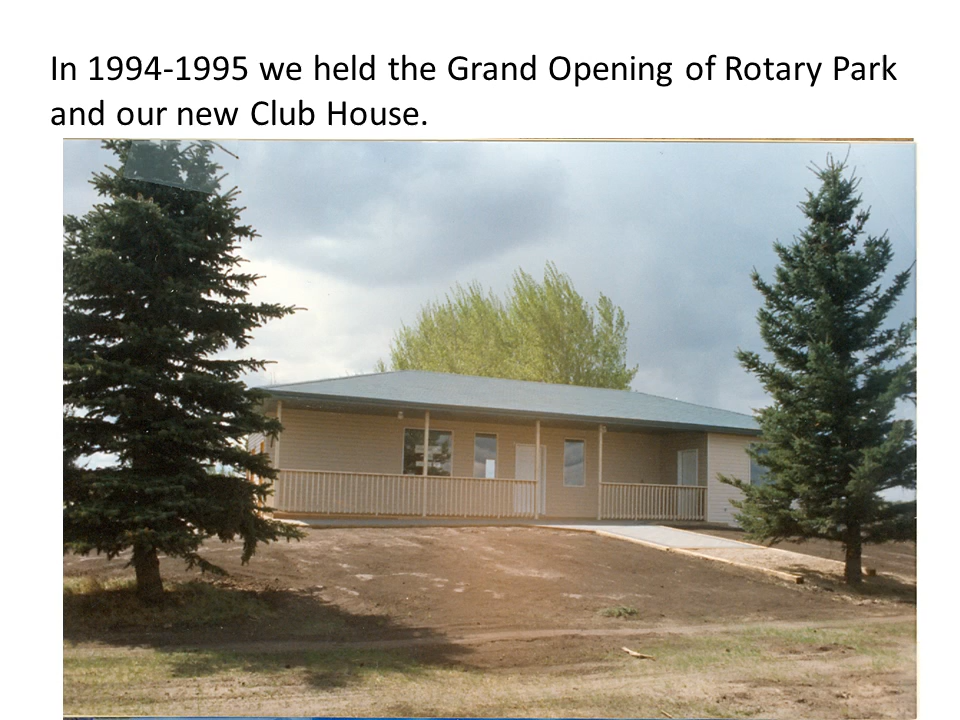 In 1994-1995 we held the Grand Opening of Rotary Park
and our new Club House.